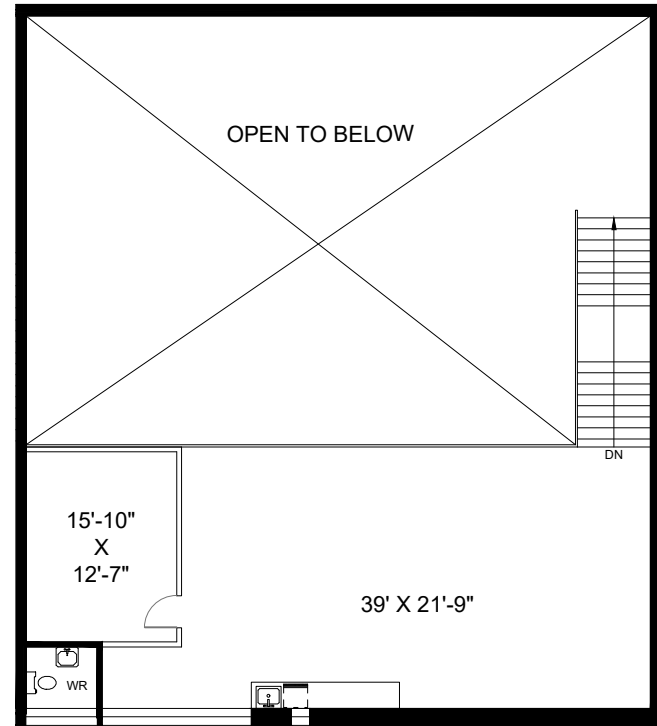 OPEN TO BELOW
DN
15'-10"
X
12'-7"
39' X 21'-9"
WR